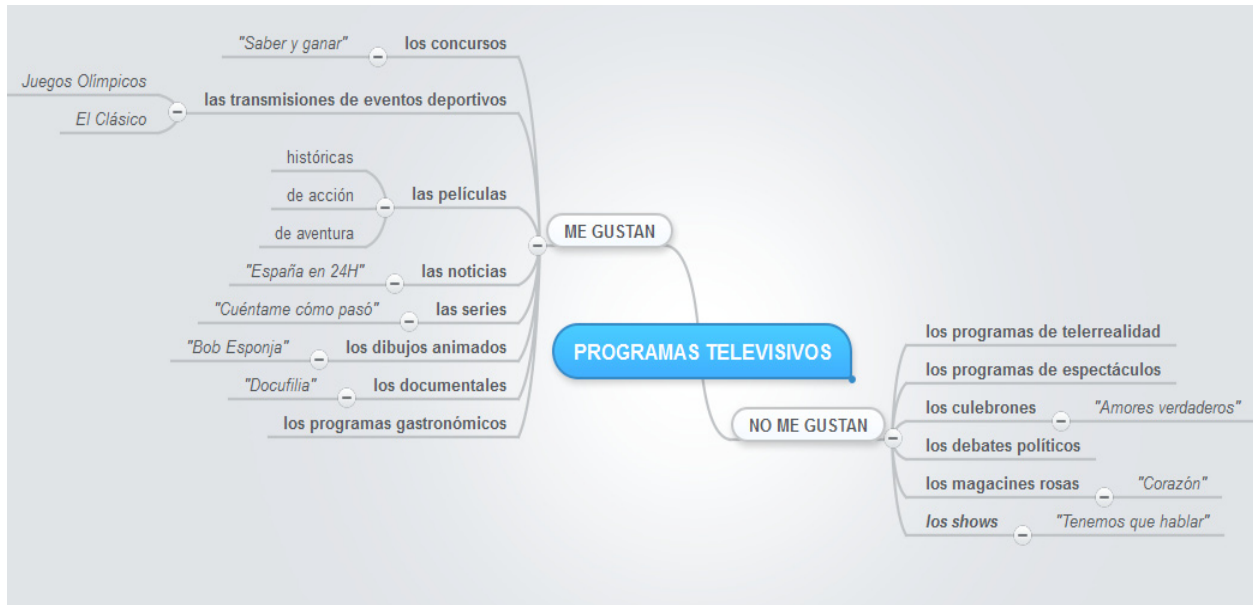 "Saber y ganar"
los concursos
Juegos Olímpicos
El Clásico
las transmisiones de eventos deportivos
históricas
de acción
de aventura
las películas
"España en 24H"
las noticias
"Cuéntame cómo pasó"
las series
"Bob Esponja"
los dibujos animados
"Docufilia"
los documentales
los programas gastronómicos
ME GUSTAN
PROGRAMAS TELEVISIVOS
NO ME GUSTAN
los programas de telerrealidad
los programas de espectáculos
los culebrones
"Amores verdaderos"
los debates políticos
los magacines rosas
"Corazón"
los shows
"Tenemos que hablar"